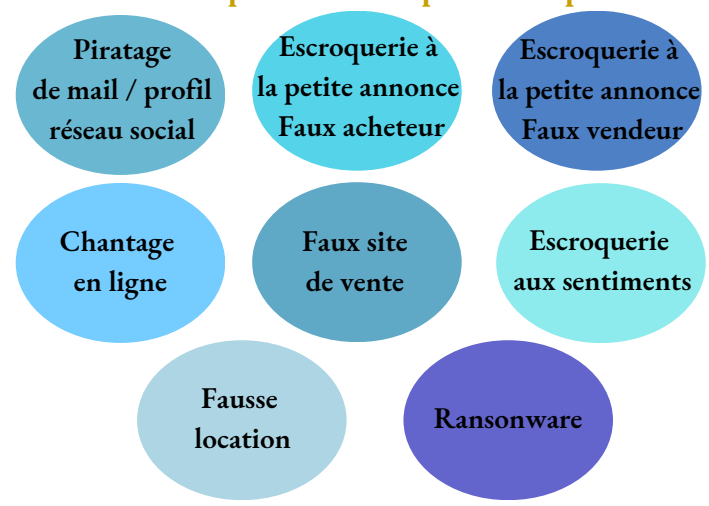 Piratage
de mail / profil
réseau social
Escroquerie à
la petite annonce
Faux acheteur
Escroquerie à
la petite annonce
Faux vendeur
Chantage
en ligne
Faux site
de vente
Escroquerie
aux sentiments
Fausse
location
Ransonware